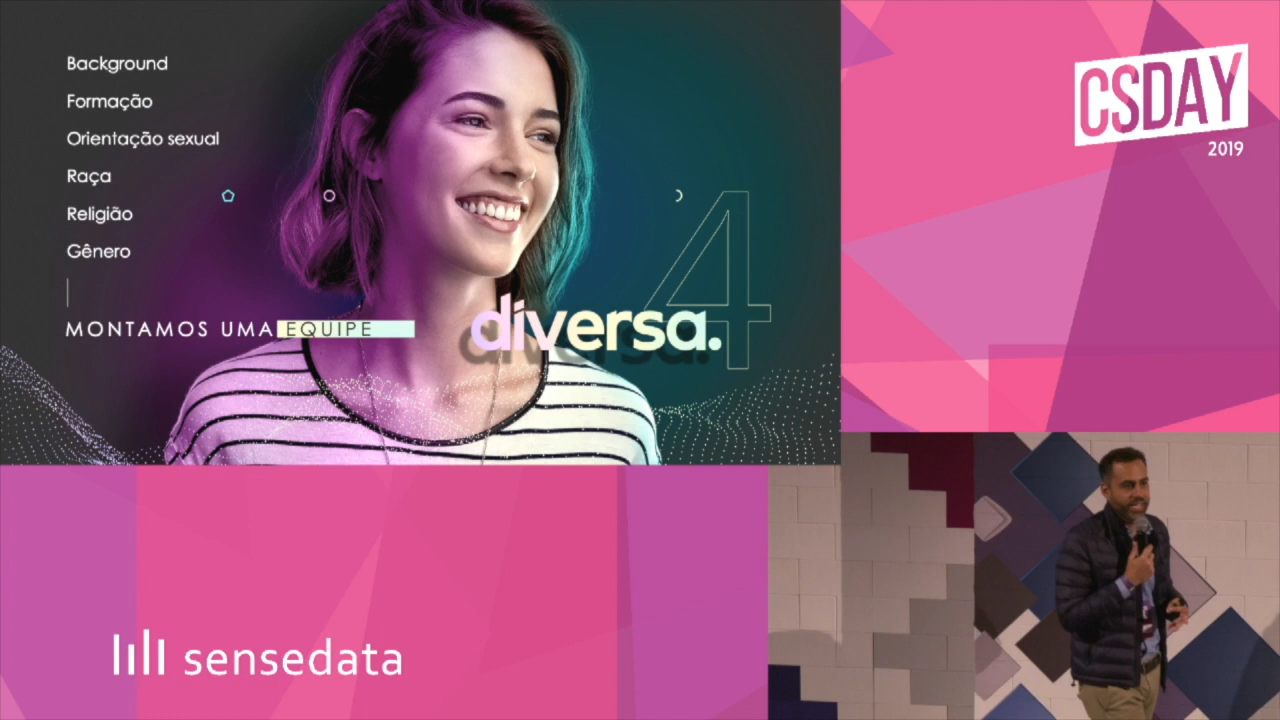 Background
Formação
Orientação sexual
Raça
Religião
Gênero
MONTAMOS UMA EQUIPE
diversa.
4
CSDAY
2019
sensedata